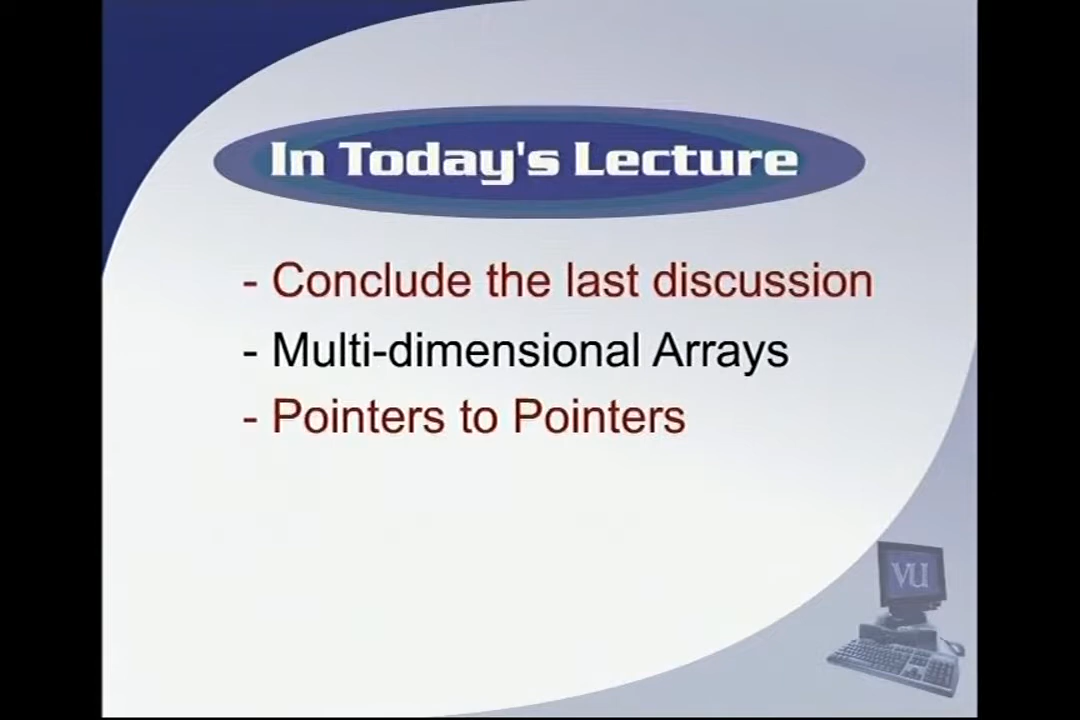 In Today's Lecture
- Conclude the last discussion
- Multi-dimensional Arrays
- Pointers to Pointers
VU